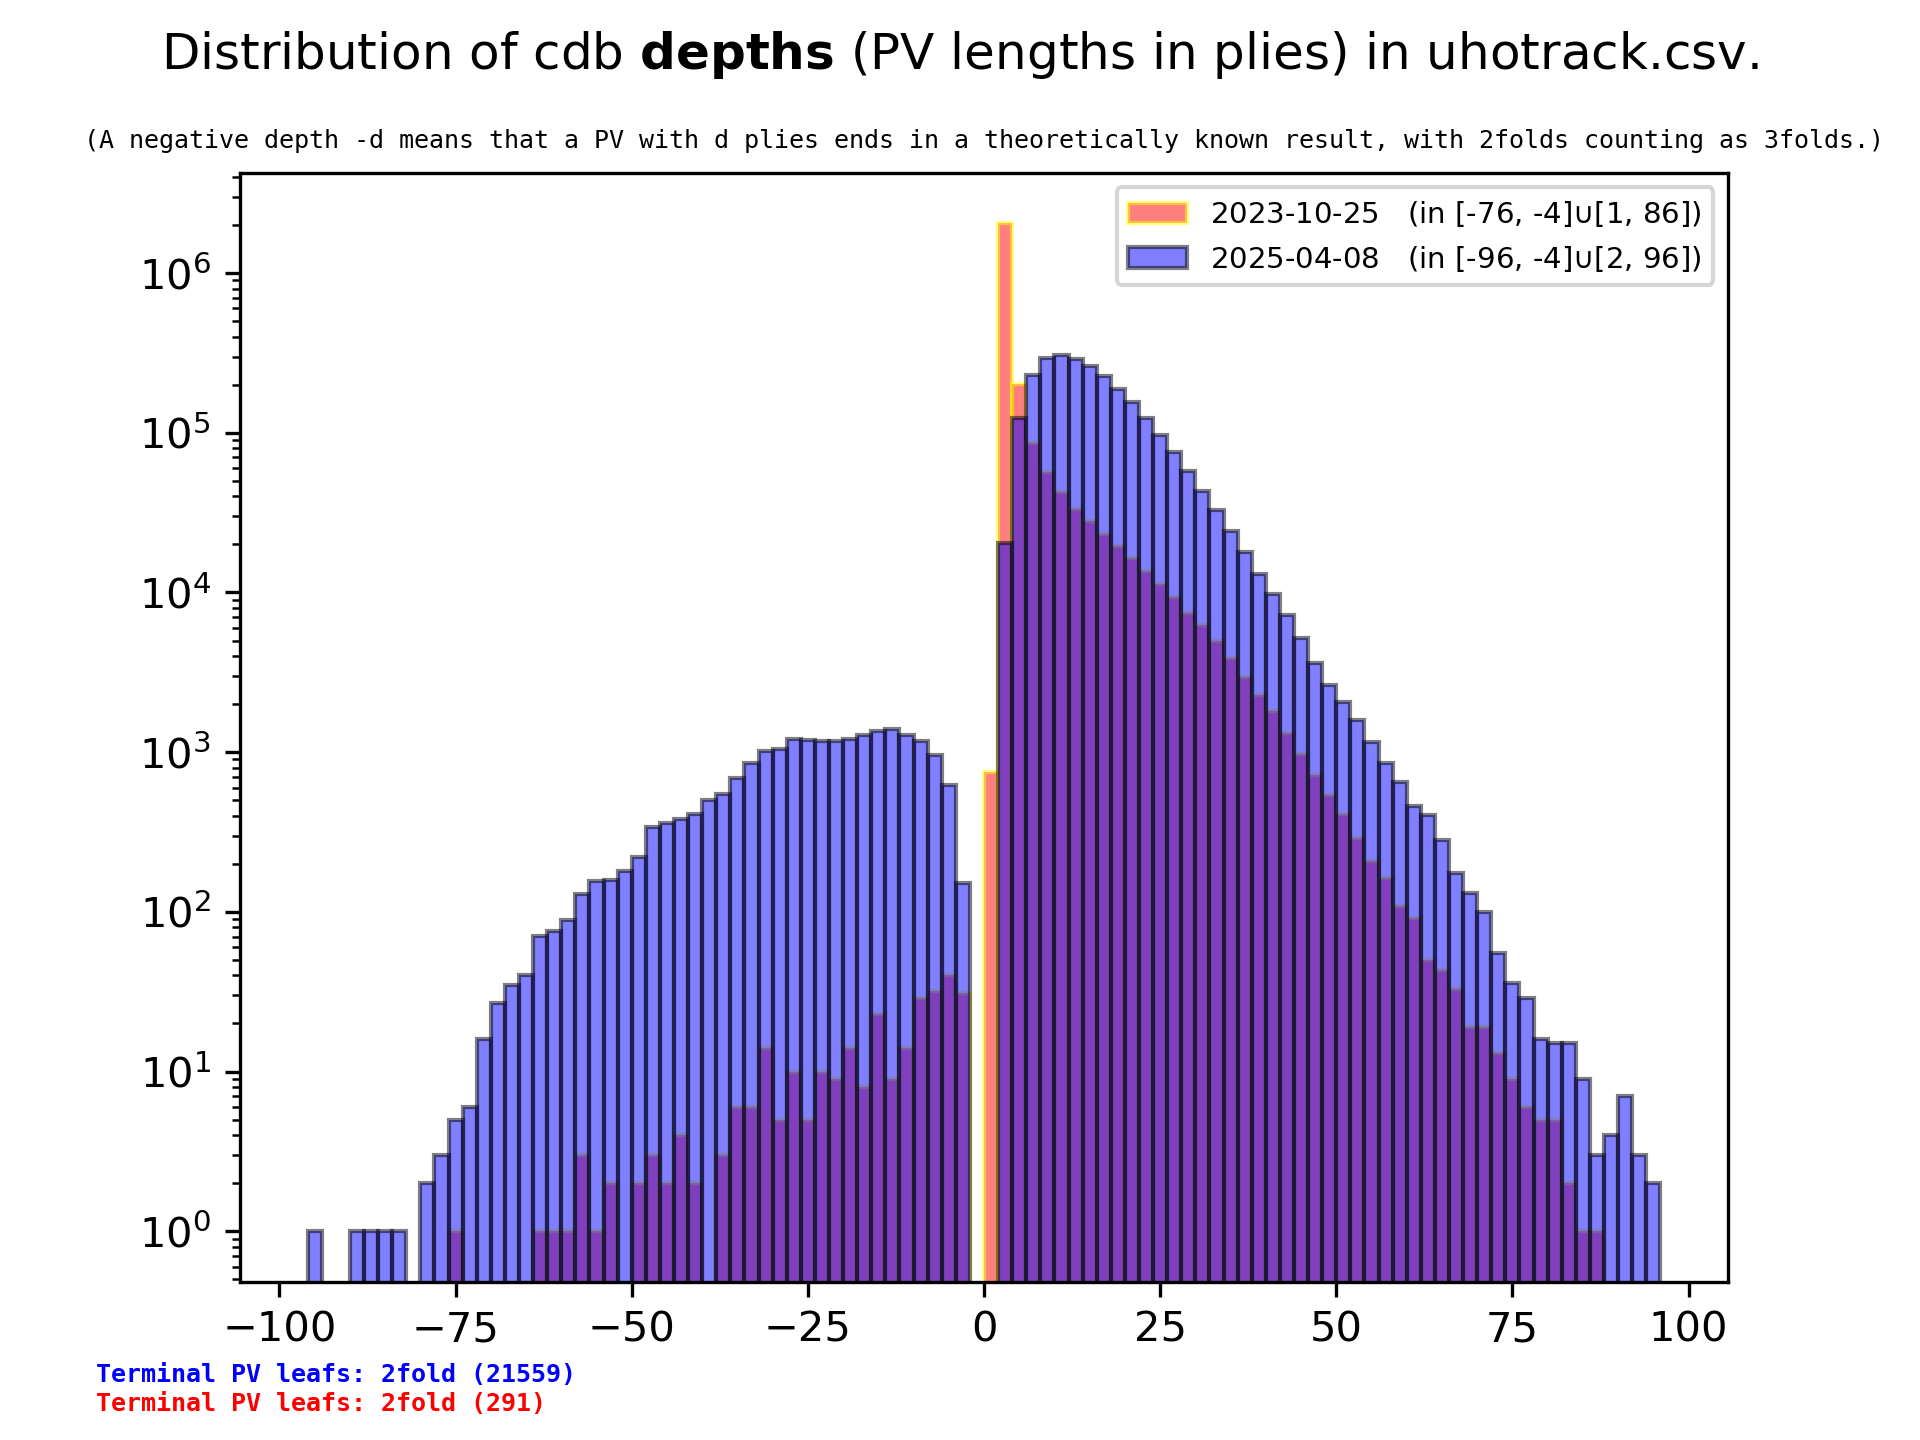 Distribution of cdb depths (PV lengths in plies) in uhotrack.csv.
(A negative depth -d means that a PV with d plies ends in a theoretically known result, with 2folds counting as 3folds.)
2023-10-25 (in [-76, -4]∪[1, 86])
2025-04-08 (in [-96, -4]∪[2, 96])
10⁶
10⁵
10⁴
10³
10²
10¹
10⁰
−100 −75 −50 −25 0 25 50 75 100
Terminal PV leafs: 2fold (21559)
Terminal PV leafs: 2fold (291)